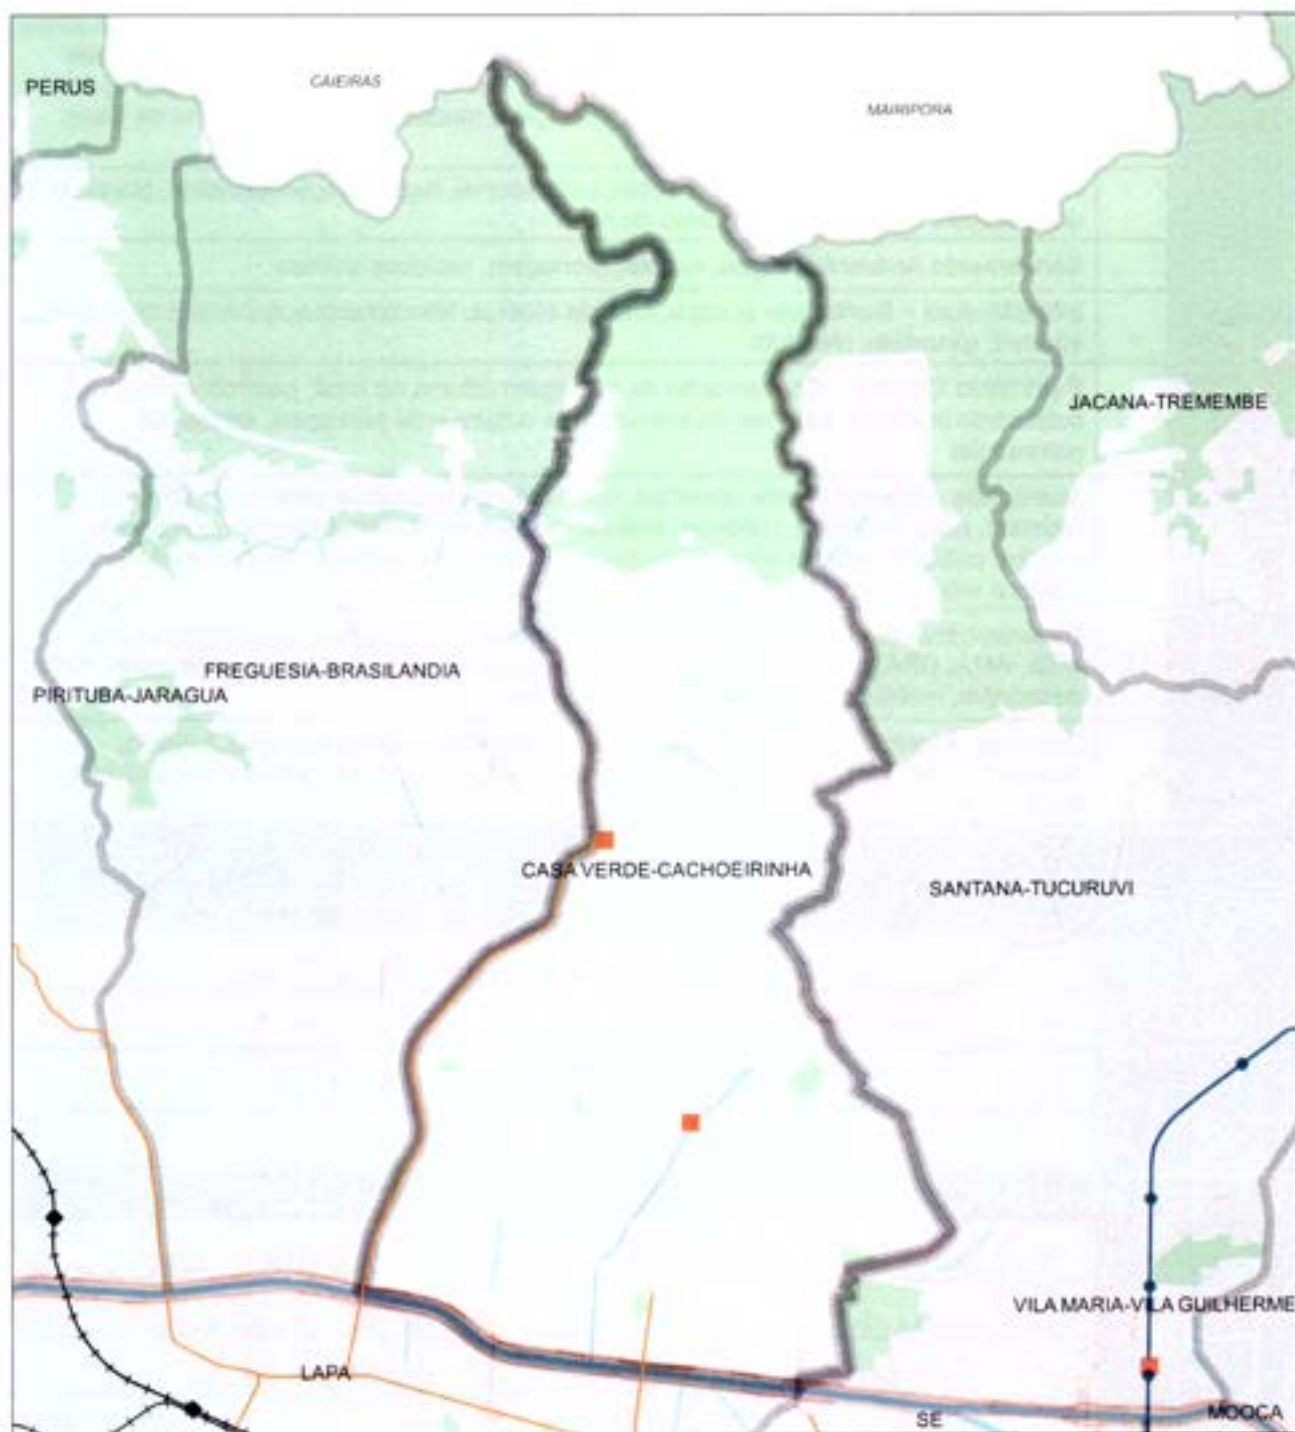 CAIEIRAS
PERUS
MAIRIPORA
JACANA-TREMEMBE
FREGUESIA-BRASILANDIA
PIRITUBA-JARAGUA
CASA VERDE-CACHOEIRINHA
SANTANA-TUCURUVI
VILA MARIA-VILA GUILHERME
LAPA
SE
MOOCA